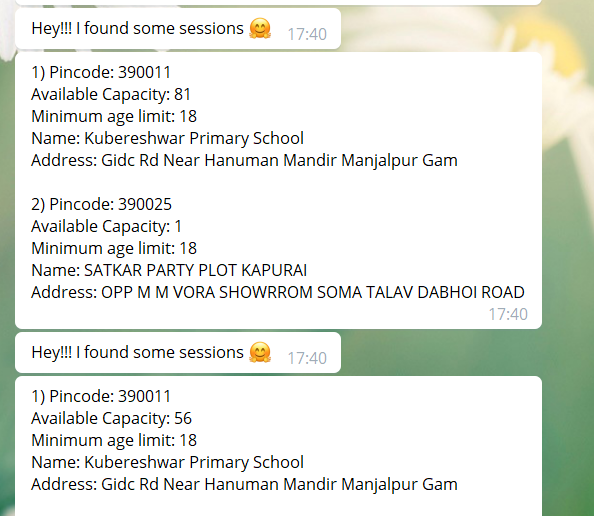 Hey!!! I found some sessions 🤗 17:40
1) Pincode: 390011
Available Capacity: 81
Minimum age limit: 18
Name: Kubereshwar Primary School
Address: Gidc Rd Near Hanuman Mandir Manjalpur Gam
2) Pincode: 390025
Available Capacity: 1
Minimum age limit: 18
Name: SATKAR PARTY PLOT KAPURAI
Address: OPP M M VORA SHOWRROM SOMA TALAV DABHOI ROAD
17:40
Hey!!! I found some sessions 🤗 17:40
1) Pincode: 390011
Available Capacity: 56
Minimum age limit: 18
Name: Kubereshwar Primary School
Address: Gidc Rd Near Hanuman Mandir Manjalpur Gam